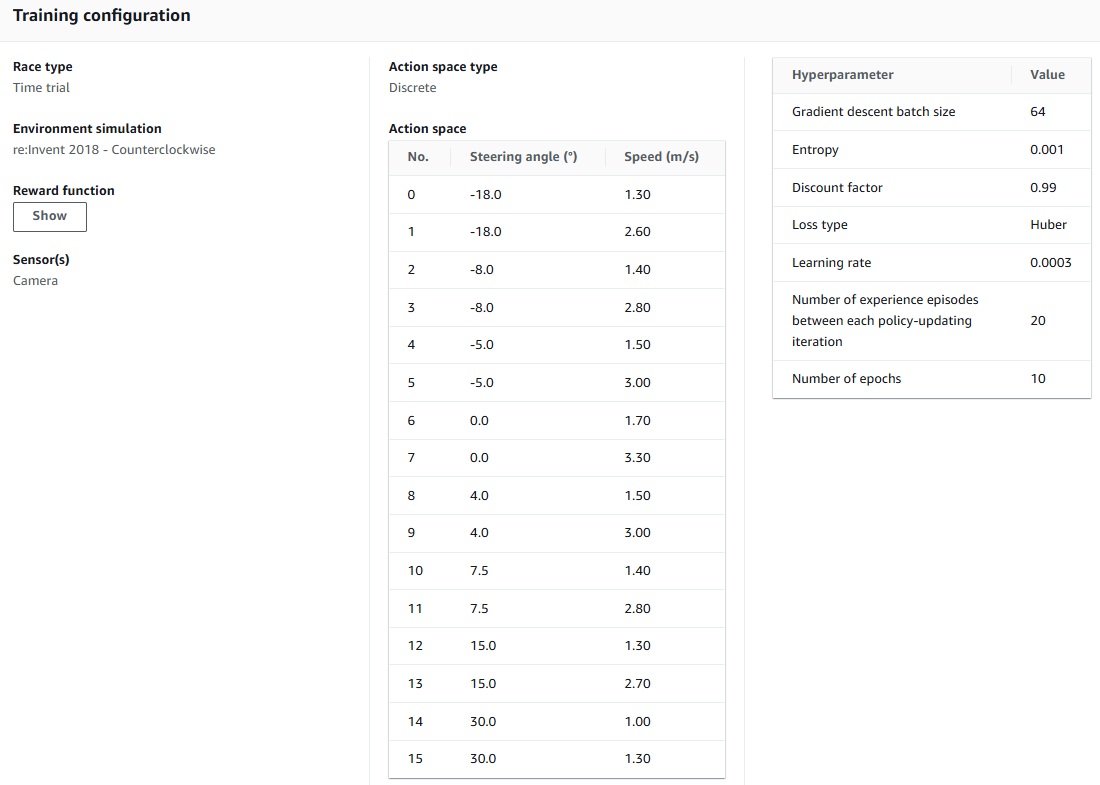 Training configuration
Race type
Time trial
Environment simulation
re:Invent 2018 - Counterclockwise
Reward function
Show
Sensor(s)
Camera
Action space type
Discrete
Action space
No. Steering angle (°) Speed (m/s)
0 -18.0 1.30
1 -18.0 2.60
2 -8.0 1.40
3 -8.0 2.80
4 -5.0 1.50
5 -5.0 3.00
6 0.0 1.70
7 0.0 3.30
8 4.0 1.50
9 4.0 3.00
10 7.5 1.40
11 7.5 2.80
12 15.0 1.30
13 15.0 2.70
14 30.0 1.00
15 30.0 1.30
Hyperparameter Value
Gradient descent batch size 64
Entropy 0.001
Discount factor 0.99
Loss type Huber
Learning rate 0.0003
Number of experience episodes
between each policy-updating 20
iteration
Number of epochs 10